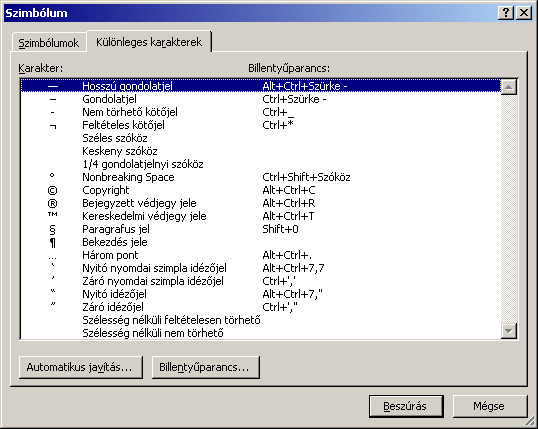 Szimbólum
Szimbólumok Különleges karakterek
Karakter: Billentyűparancs:
— Hosszú gondolatjel Alt+Ctrl+Szürke -
– Gondolatjel Ctrl+Szürke -
- Nem törhető kötőjel Ctrl+_
¬ Feltételes kötőjel Ctrl+*
Széles szóköz
Keskeny szóköz
1/4 gondolatjelnyi szóköz
° Nonbreaking Space Ctrl+Shift+Szóköz
© Copyright Alt+Ctrl+C
® Bejegyzett védjegy jele Alt+Ctrl+R
™ Kereskedelmi védjegy jele Alt+Ctrl+T
§ Paragrafus jel Shift+0
¶ Bekezdés jele
… Három pont Alt+Ctrl+.
‛ Nyitó nyomdai szimpla idézőjel Alt+Ctrl+7,7
’ Záró nyomdai szimpla idézőjel Ctrl+','
“ Nyitó idézőjel Alt+Ctrl+7,"
” Záró idézőjel Ctrl+',"
Szélesség nélküli feltételesen törhető
Szélesség nélküli nem törhető
Automatikus javítás... Billentyűparancs...
Beszúrás Mégse